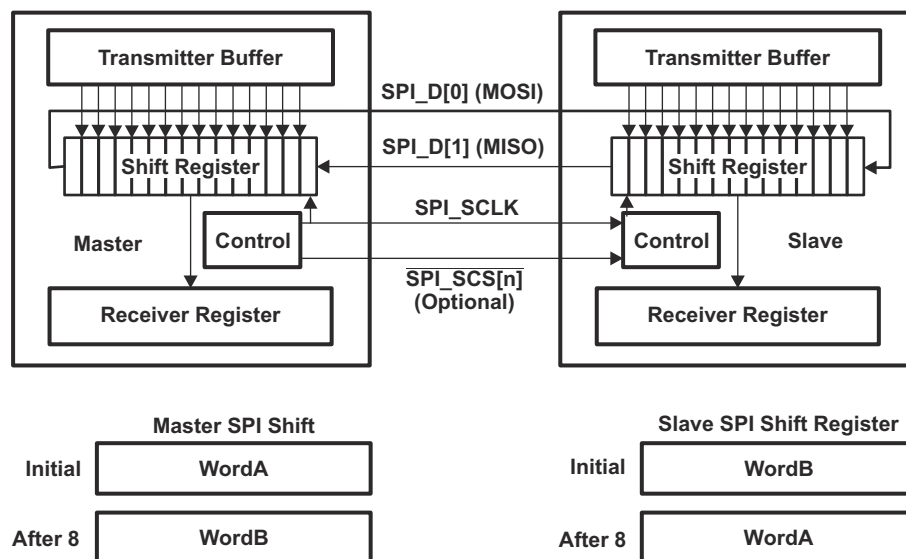 Transmitter Buffer
Transmitter Buffer
SPI_D[0] (MOSI)
Shift Register
SPI_D[1] (MISO)
Shift Register
SPI_SCLK
Master
Control
Control
Slave
SPI_SCS[n]
(Optional)
Receiver Register
Receiver Register
Master SPI Shift
Slave SPI Shift Register
Initial
WordA
Initial
WordB
After 8
WordB
After 8
WordA